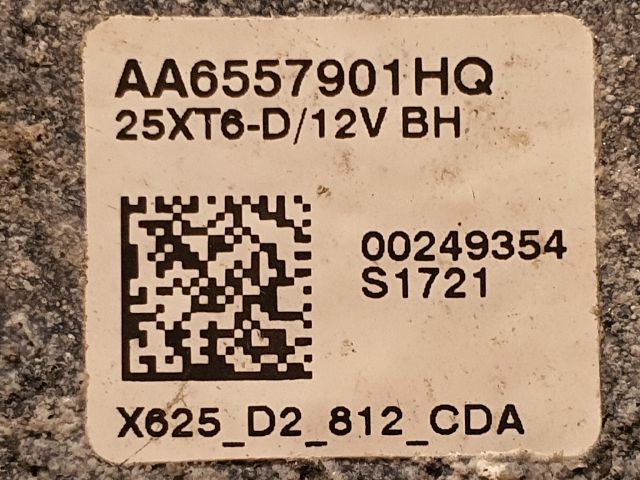 AA6557901HQ
25XT6-D/12V BH
00249354
S1721
X625_D2_812_CDA